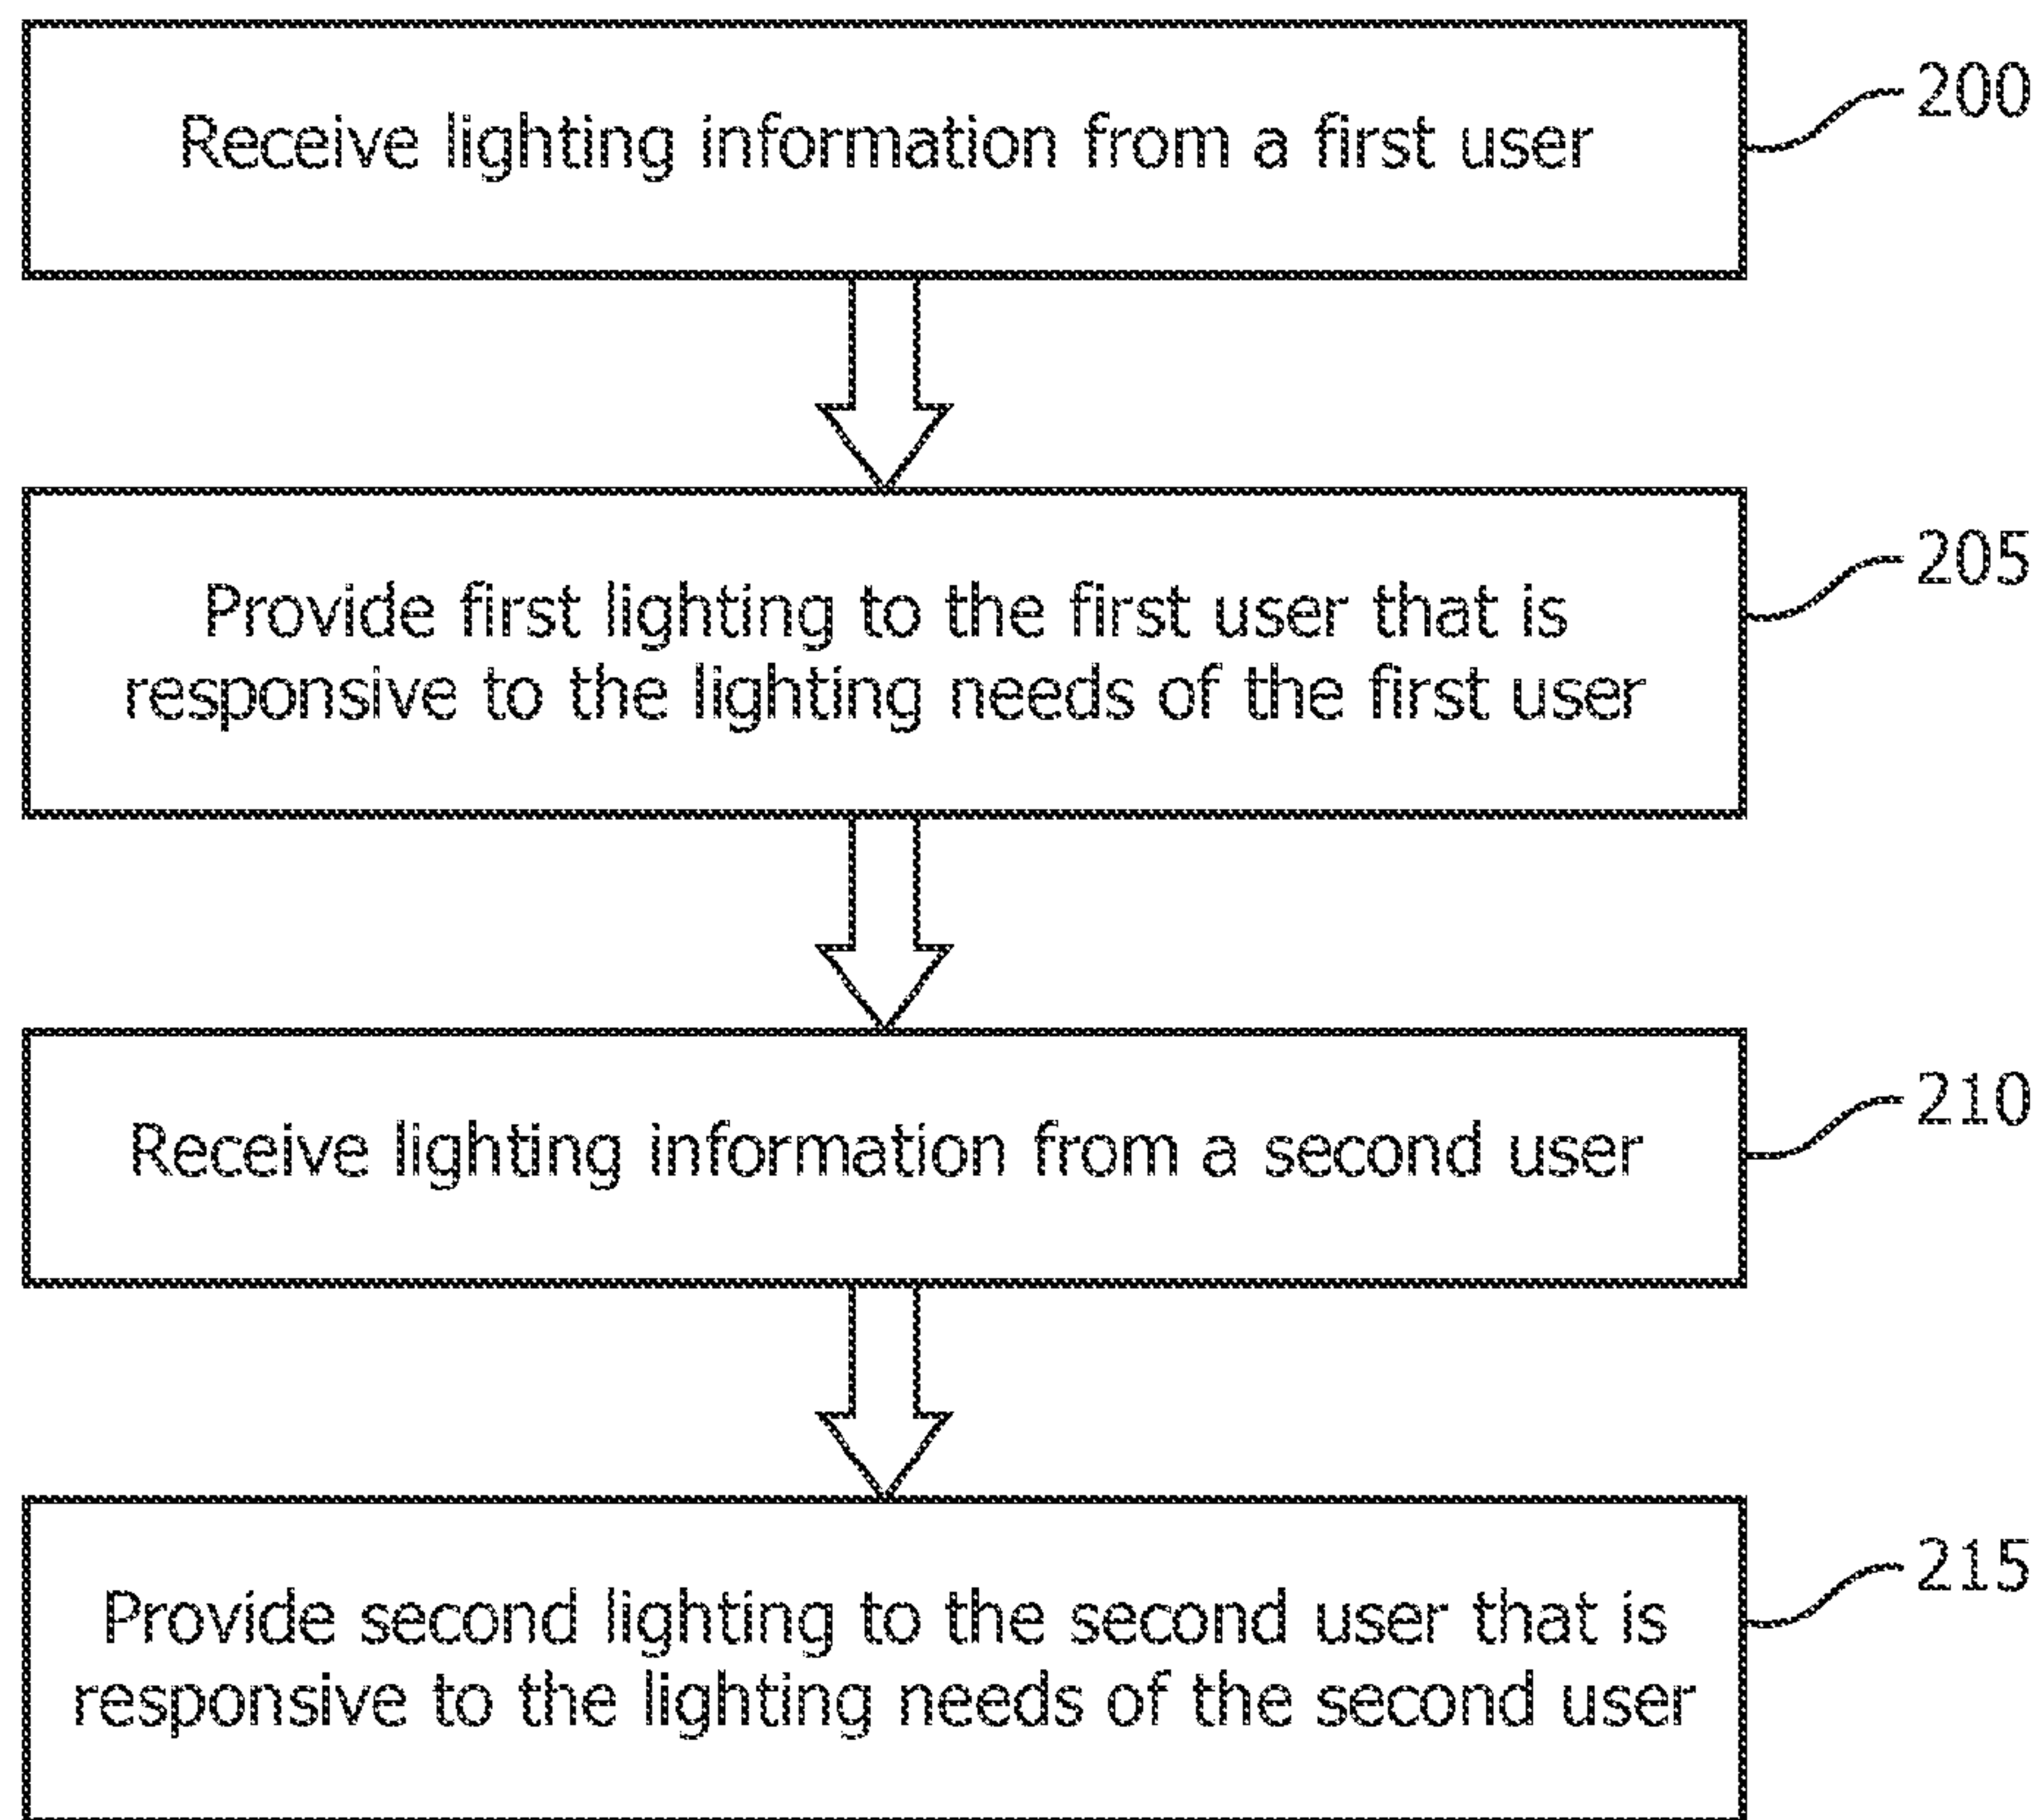 Receive lighting information from a first user
200
Provide first lighting to the first user that is
responsive to the lighting needs of the first user
205
Receive lighting information from a second user
210
Provide second lighting to the second user that is
responsive to the lighting needs of the second user
215